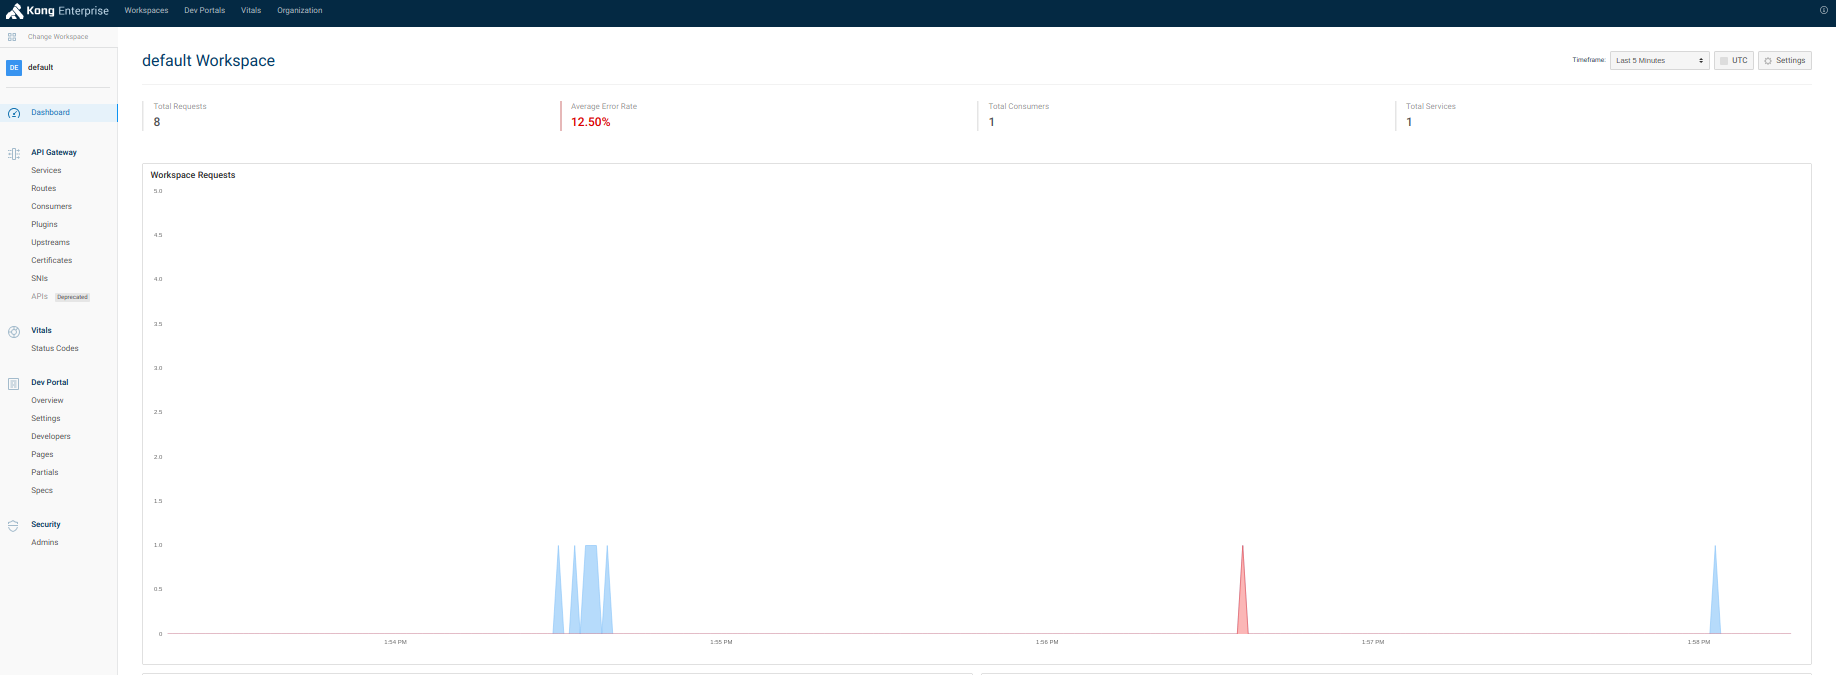 Kong Enterprise Workspaces Dev Portals Vitals Organization
Change Workspace
DE default
Dashboard
API Gateway
Services
Routes
Consumers
Plugins
Upstreams
Certificates
SNIs
APIs Deprecated
Vitals
Status Codes
Dev Portal
Overview
Settings
Developers
Pages
Partials
Specs
Security
Admins
default Workspace
Timeframe: Last 5 Minutes UTC Settings
Total Requests
8
Average Error Rate
12.50%
Total Consumers
1
Total Services
1
Workspace Requests
5.0
4.5
4.0
3.5
3.0
2.5
2.0
1.5
1.0
0.5
0
1:54 PM 1:55 PM 1:56 PM 1:57 PM 1:58 PM